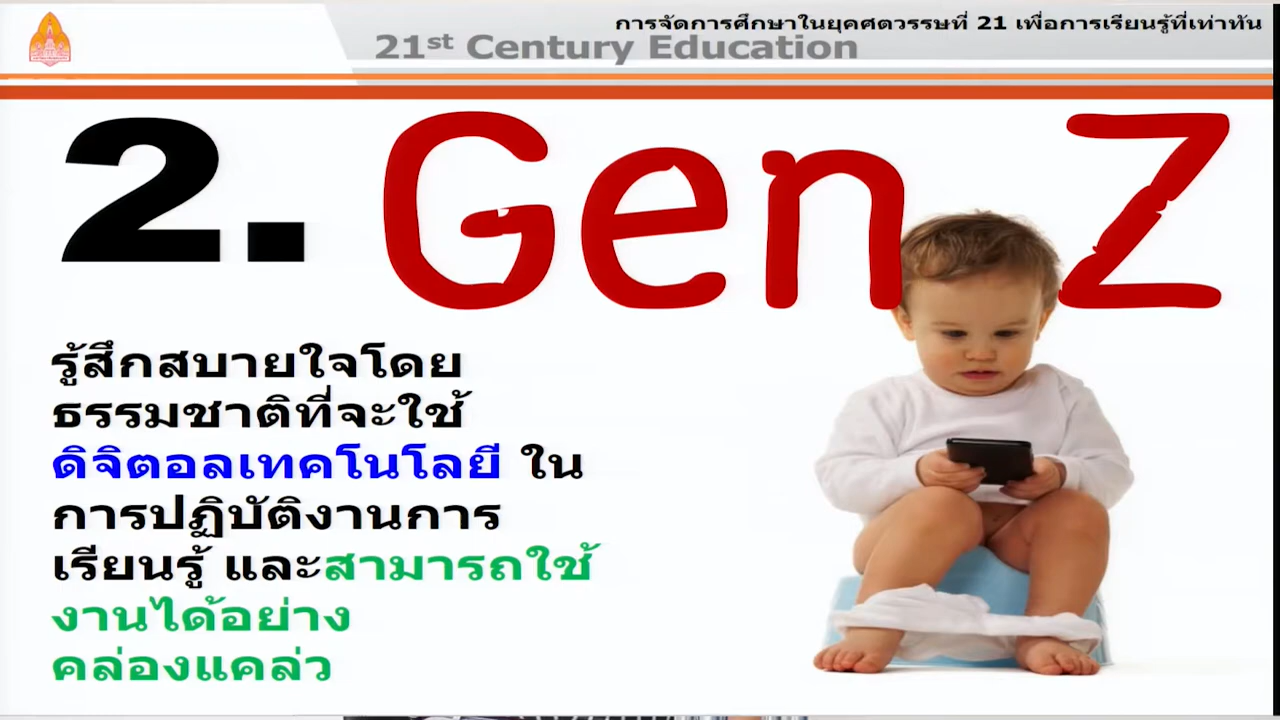 การจัดการศึกษาในยุคศตวรรษที่ 21 เพื่อการเรียนรู้ที่เท่าทัน
21st Century Education
2. Gen Z
รู้สึกสบายใจโดย
ธรรมชาติที่จะใช้
ดิจิตอลเทคโนโลยี ใน
การปฏิบัติงานการ
เรียนรู้ และสามารถใช้
งานได้อย่าง
คล่องแคล่ว